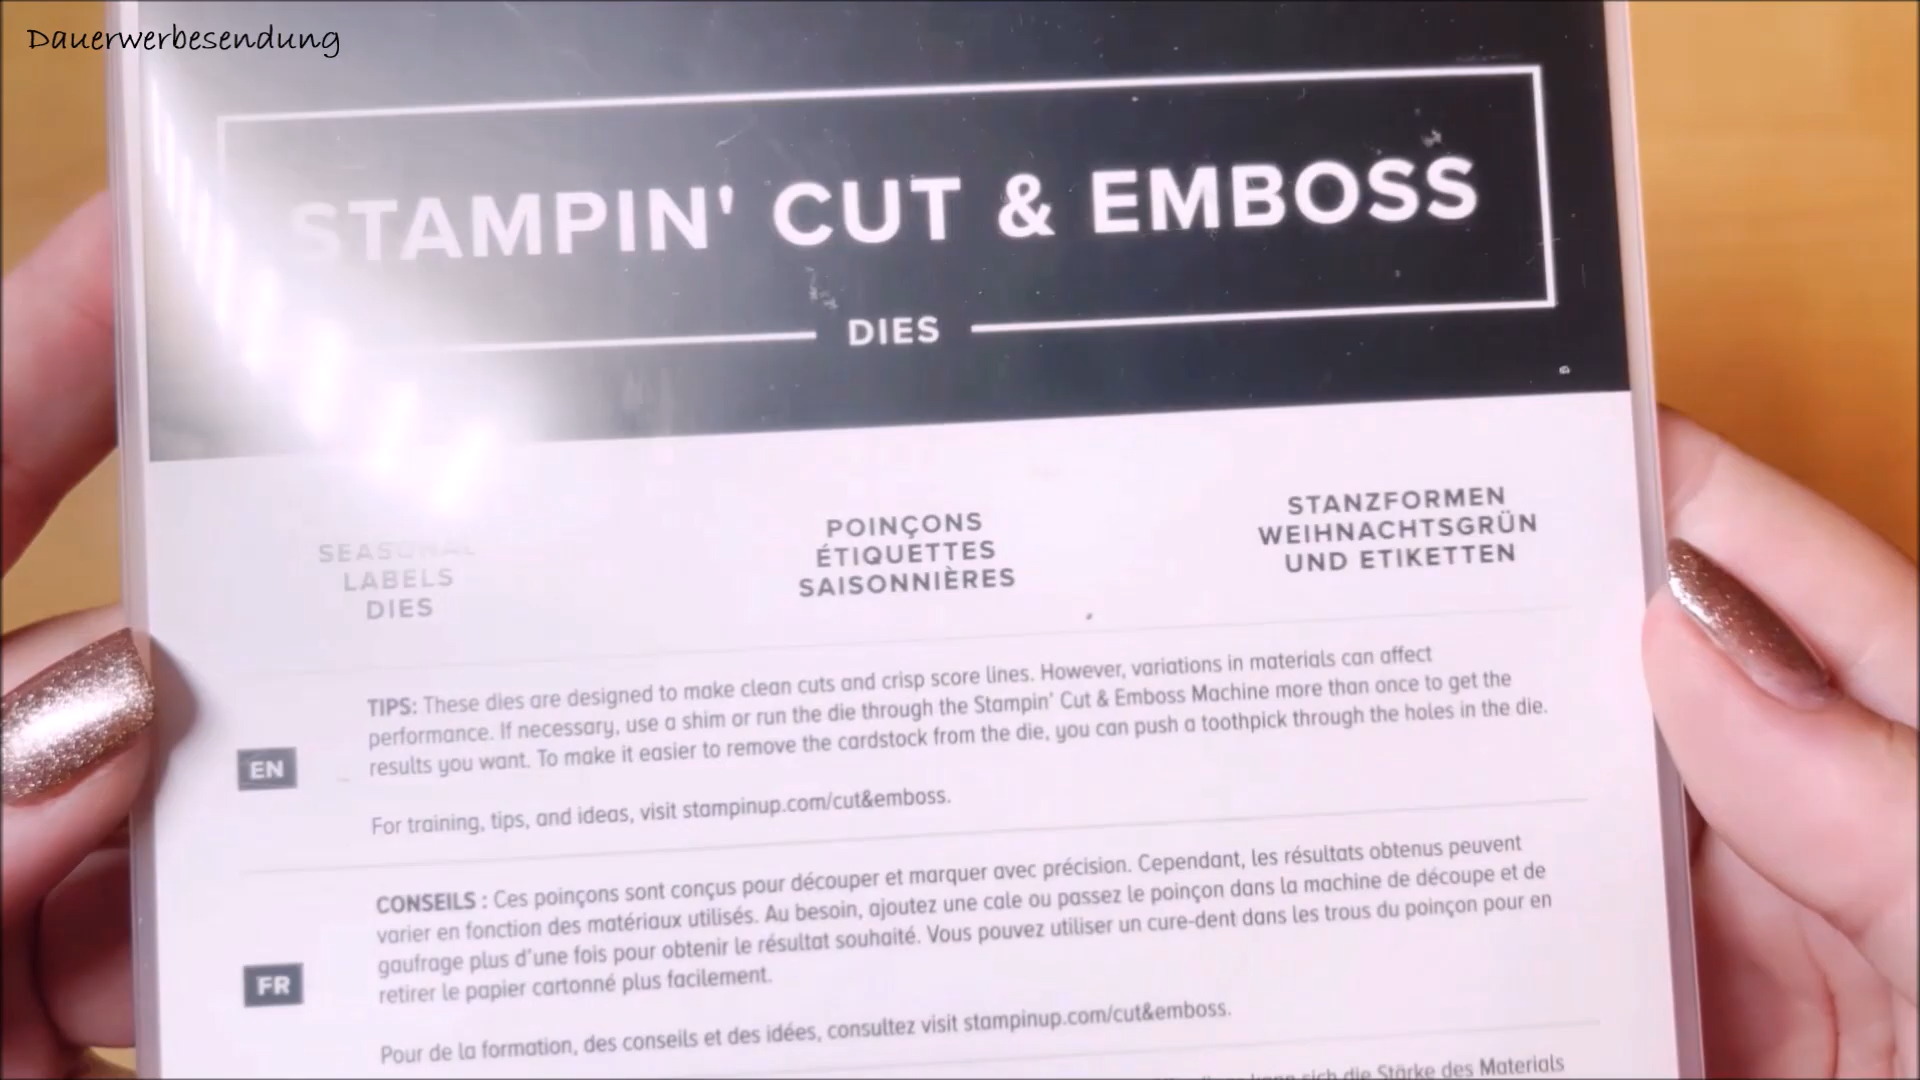 Dauerwerbesendung
STAMPIN' CUT & EMBOSS
DIES
SEASONAL
LABELS
DIES
POINÇONS
ÉTIQUETTES
SAISONNIÈRES
STANZFORMEN
WEIHNACHTSGRÜN
UND ETIKETTEN
EN
TIPS: These dies are designed to make clean cuts and crisp score lines. However, variations in materials can affect
performance. If necessary, use a shim or run the die through the Stampin' Cut & Emboss Machine more than once to get the
results you want. To make it easier to remove the cardstock from the die, you can push a toothpick through the holes in the die.
For training, tips, and ideas, visit stampinup.com/cut&emboss.
FR
CONSEILS : Ces poinçons sont conçus pour découper et marquer avec précision. Cependant, les résultats obtenus peuvent
varier en fonction des matériaux utilisés. Au besoin, ajoutez une cale ou passez le poinçon dans la machine de découpe et de
gaufrage plus d'une fois pour obtenir le résultat souhaité. Vous pouvez utiliser un cure-dent dans les trous du poinçon pour en
retirer le papier cartonné plus facilement.
Pour de la formation, des conseils et des idées, consultez visit stampinup.com/cut&emboss.
kann sich die Stärke des Materials